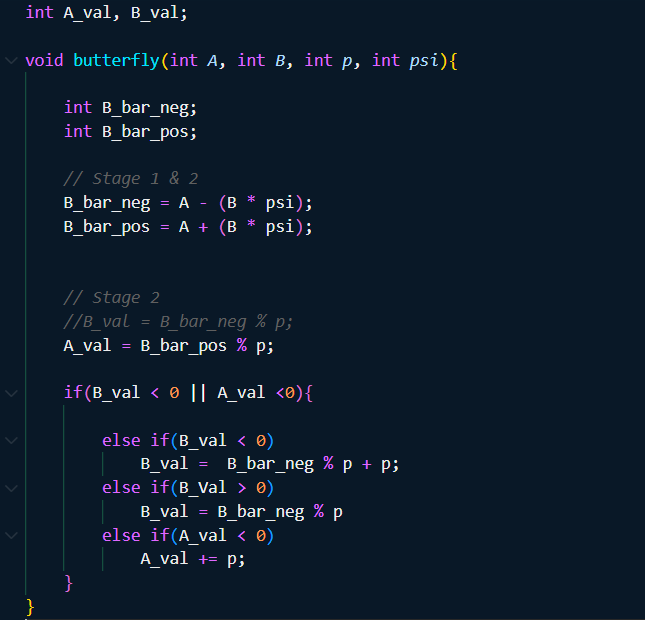 int A_val, B_val;
void butterfly(int A, int B, int p, int psi){
int B_bar_neg;
int B_bar_pos;
// Stage 1 & 2
B_bar_neg = A - (B * psi);
B_bar_pos = A + (B * psi);
// Stage 2
//B_val = B_bar_neg % p;
A_val = B_bar_pos % p;
if(B_val < 0 || A_val <0){
else if(B_val < 0)
B_val =  B_bar_neg % p + p;
else if(B_Val > 0)
B_val = B_bar_neg % p
else if(A_val < 0)
A_val += p;
}
}